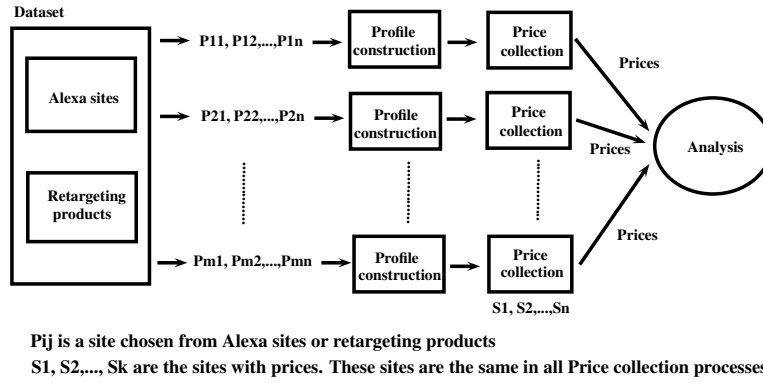 Dataset
Alexa sites
Retargeting
products
P11, P12,...,P1n
Profile
construction
Price
collection
Prices
P21, P22,...,P2n
Profile
construction
Price
collection
Prices
Analysis
Pm1, Pm2,...,Pmn
Profile
construction
Price
collection
Prices
S1, S2,...,Sn
Pij is a site chosen from Alexa sites or retargeting products
S1, S2,..., Sk are the sites with prices. These sites are the same in all Price collection processes